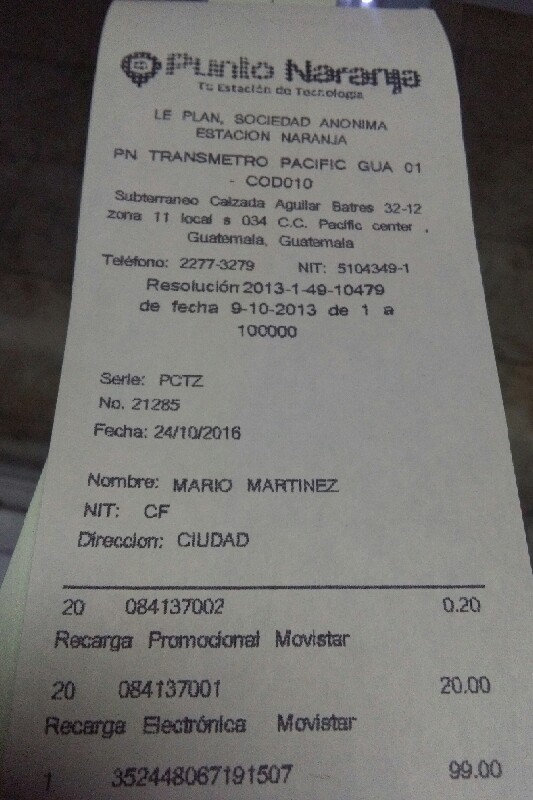 Punto Naranja
Tu Estación de Tecnología
LE PLAN, SOCIEDAD ANONIMA
ESTACION NARANJA
PN TRANSMETRO PACIFIC GUA 01
- COD010
Subterraneo Calzada Aguilar Batres 32-12
zona 11 local s 034 C.C. Pacific center ,
Guatemala, Guatemala
Teléfono: 2277-3279 NIT: 5104349-1
Resolución 2013-1-49-10479
de fecha 9-10-2013 de 1 a
100000
Serie: PCTZ
No. 21285
Fecha: 24/10/2016
Nombre: MARIO MARTINEZ
NIT: CF
Direccion: CIUDAD
20 084137002 0.20
Recarga Promocional Movistar
20 084137001 20.00
Recarga Electrónica Movistar
1 352448067191507 99.00